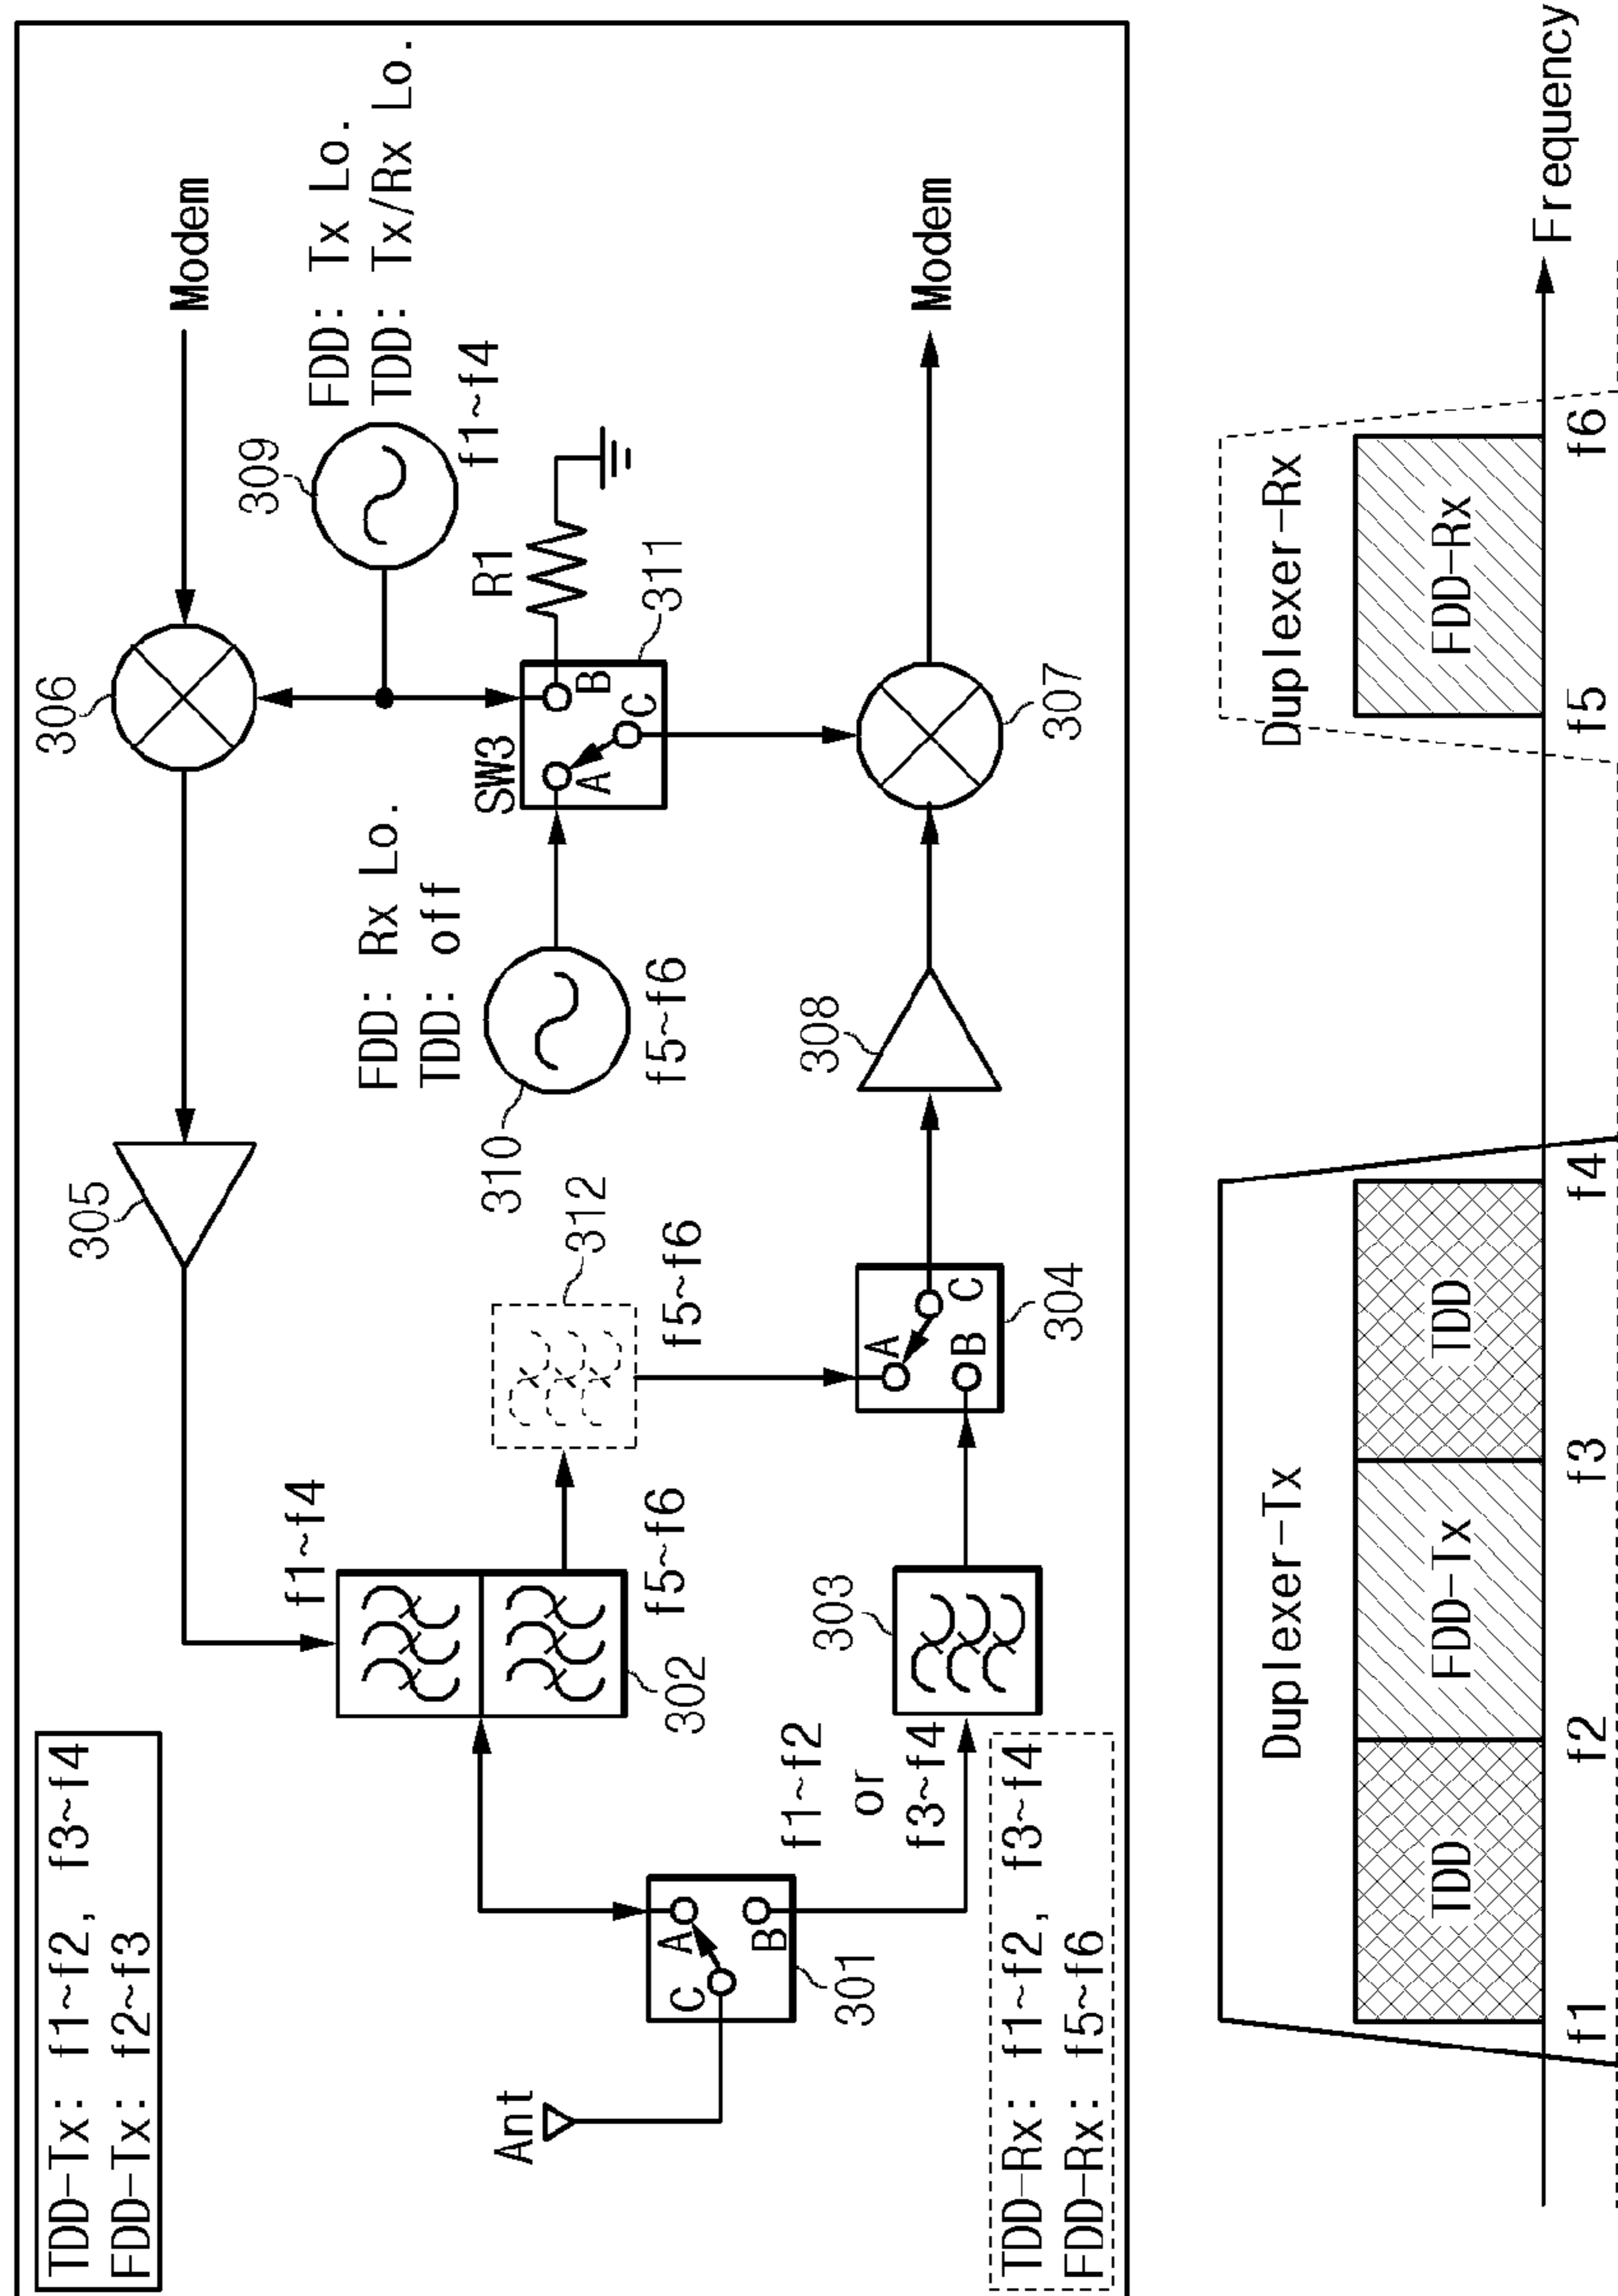 TDD-Tx: f1~f2, f3~f4
FDD-Tx: f2~f3
305
306
Modem
f1~f4
309
FDD: Tx Lo.
TDD: Tx/Rx Lo.
f1~f4
FDD: Rx Lo.
TDD: off
310
f5~f6
SW3
A
B
C
R1
311
302
f5~f6
312
f5~f6
Ant
C
A
B
301
f1~f2
or
f3~f4
303
A
B
C
304
308
307
Modem
TDD-Rx: f1~f2, f3~f4
FDD-Rx: f5~f6
Duplexer-Tx
Duplexer-Rx
TDD
FDD-Tx
TDD
FDD-Rx
f1
f2
f3
f4
f5
f6
Frequency